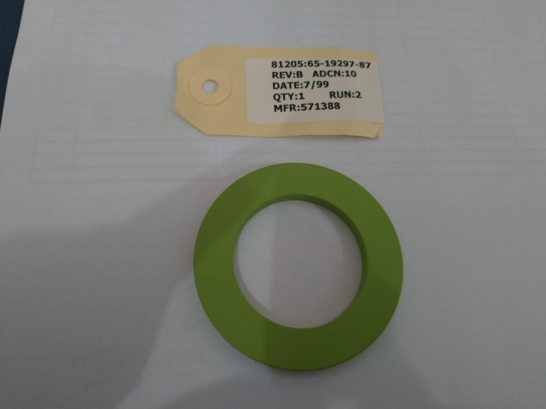 81205:65-19297-87
REV:B ADCN:10
DATE:7/99
QTY:1 RUN:2
MFR:571388